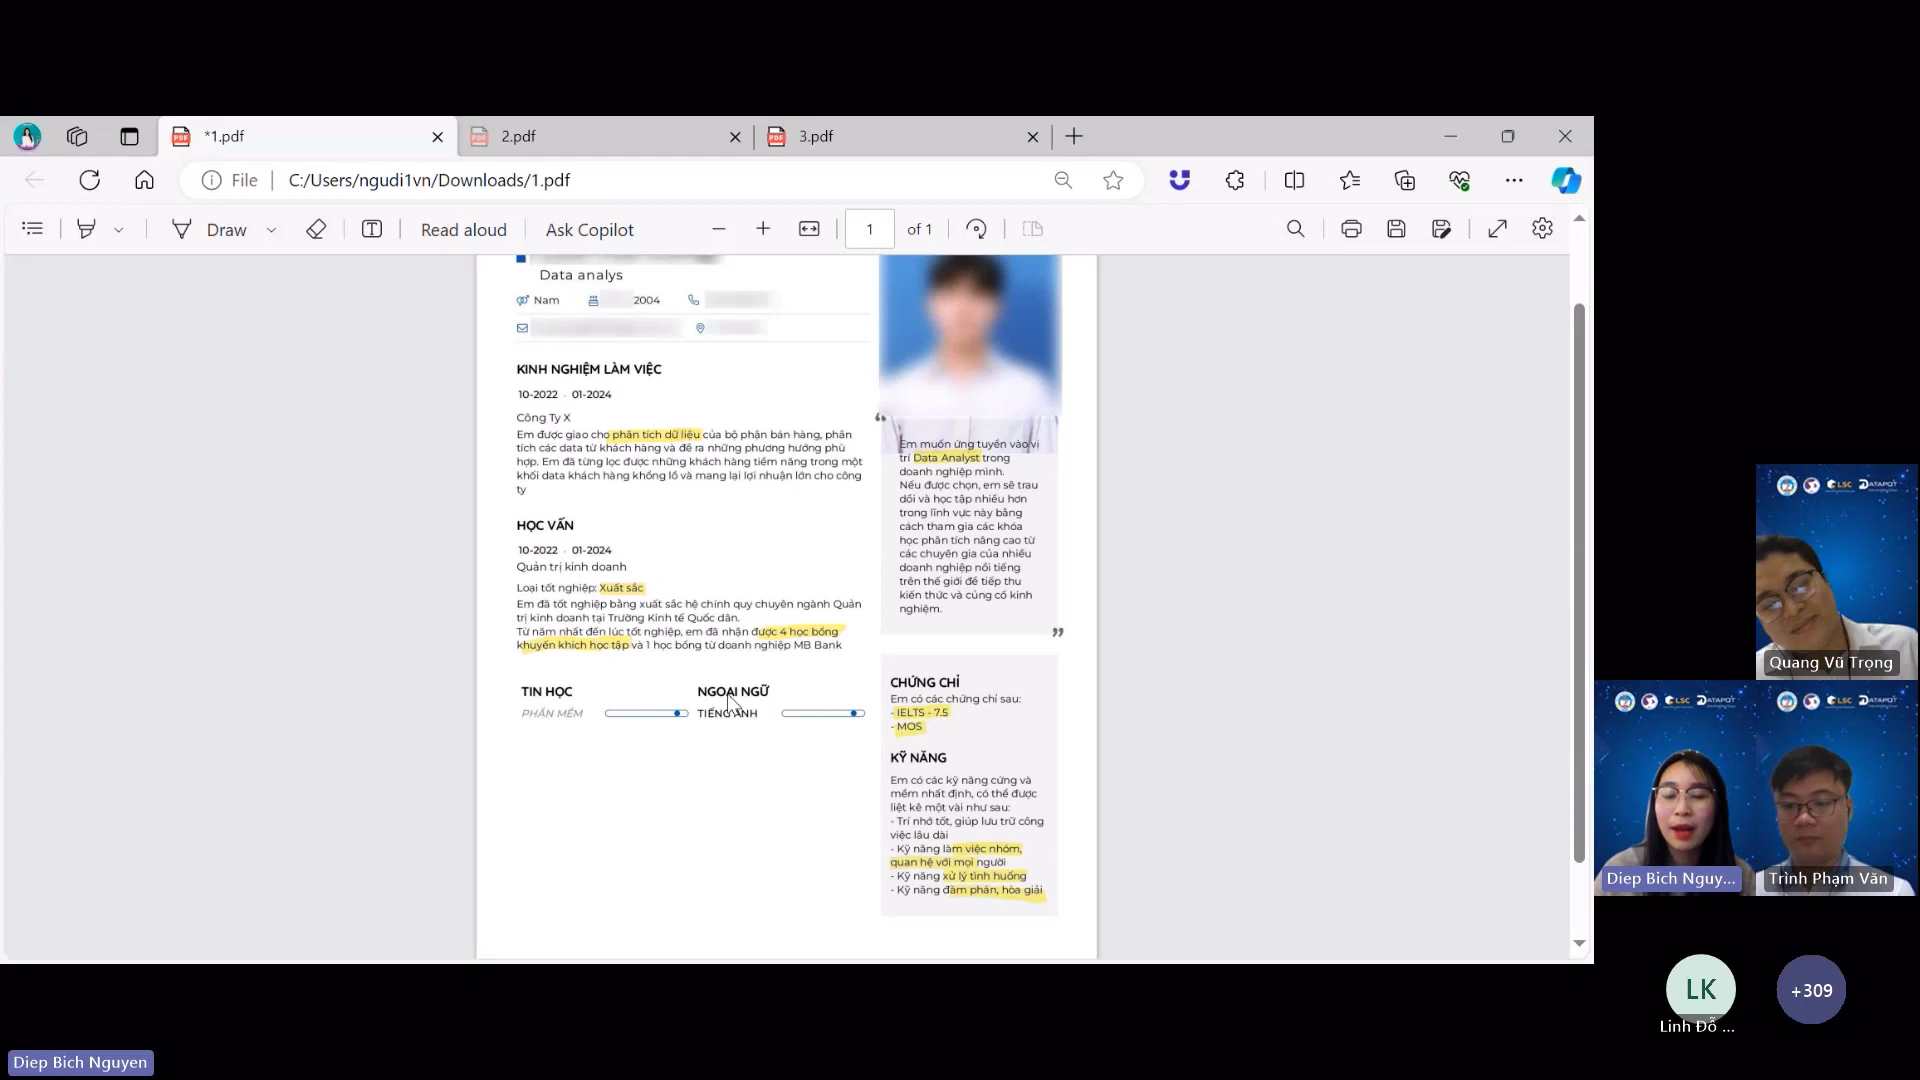 *1.pdf
2.pdf
3.pdf
File
C:/Users/ngudi1vn/Downloads/1.pdf
Draw
Read aloud
Ask Copilot
1
of 1
Data analys
Nam
2004
KINH NGHIỆM LÀM VIỆC
10-2022 - 01-2024
Công Ty X
Em được giao cho phân tích dữ liệu của bộ phận bán hàng, phân
tích các data từ khách hàng và đề ra những phương hướng phù
hợp. Em đã từng lọc được những khách hàng tiềm năng trong một
khối data khách hàng khổng lồ và mang lại lợi nhuận lớn cho công
ty
HỌC VẤN
10-2022 - 01-2024
Quản trị kinh doanh
Loại tốt nghiệp: Xuất sắc
Em đã tốt nghiệp bằng xuất sắc hệ chính quy chuyên ngành Quản
trị kinh doanh tại Trường Kinh tế Quốc dân.
Từ năm nhất đến lúc tốt nghiệp, em đã nhận được 4 học bổng
khuyến khích học tập và 1 học bổng từ doanh nghiệp MB Bank
TIN HỌC
PHẦN MỀM
NGOẠI NGỮ
TIẾNG ANH
“
Em muốn ứng tuyển vào vị
trí Data Analyst trong
doanh nghiệp mình.
Nếu được chọn, em sẽ trau
dồi và học tập nhiều hơn
trong lĩnh vực này bằng
cách tham gia các khóa
học phân tích nâng cao từ
các chuyên gia của nhiều
doanh nghiệp nổi tiếng
trên thế giới để tiếp thu
kiến thức và củng cố kinh
nghiệm.
”
CHỨNG CHỈ
Em có các chứng chỉ sau:
- IELTS - 7.5
- MOS
KỸ NĂNG
Em có các kỹ năng cứng và
mềm nhất định, có thể được
liệt kê một vài như sau:
- Trí nhớ tốt, giúp lưu trữ công
việc lâu dài
- Kỹ năng làm việc nhóm,
quan hệ với mọi người
- Kỹ năng xử lý tình huống
- Kỹ năng đàm phán, hòa giải
LSC DATAPOT
Quang Vũ Trọng
LSC DATAPOT
Diep Bich Nguy...
LSC DATAPOT
Trình Phạm Văn
LK
Linh Đỗ ...
+309
Diep Bich Nguyen